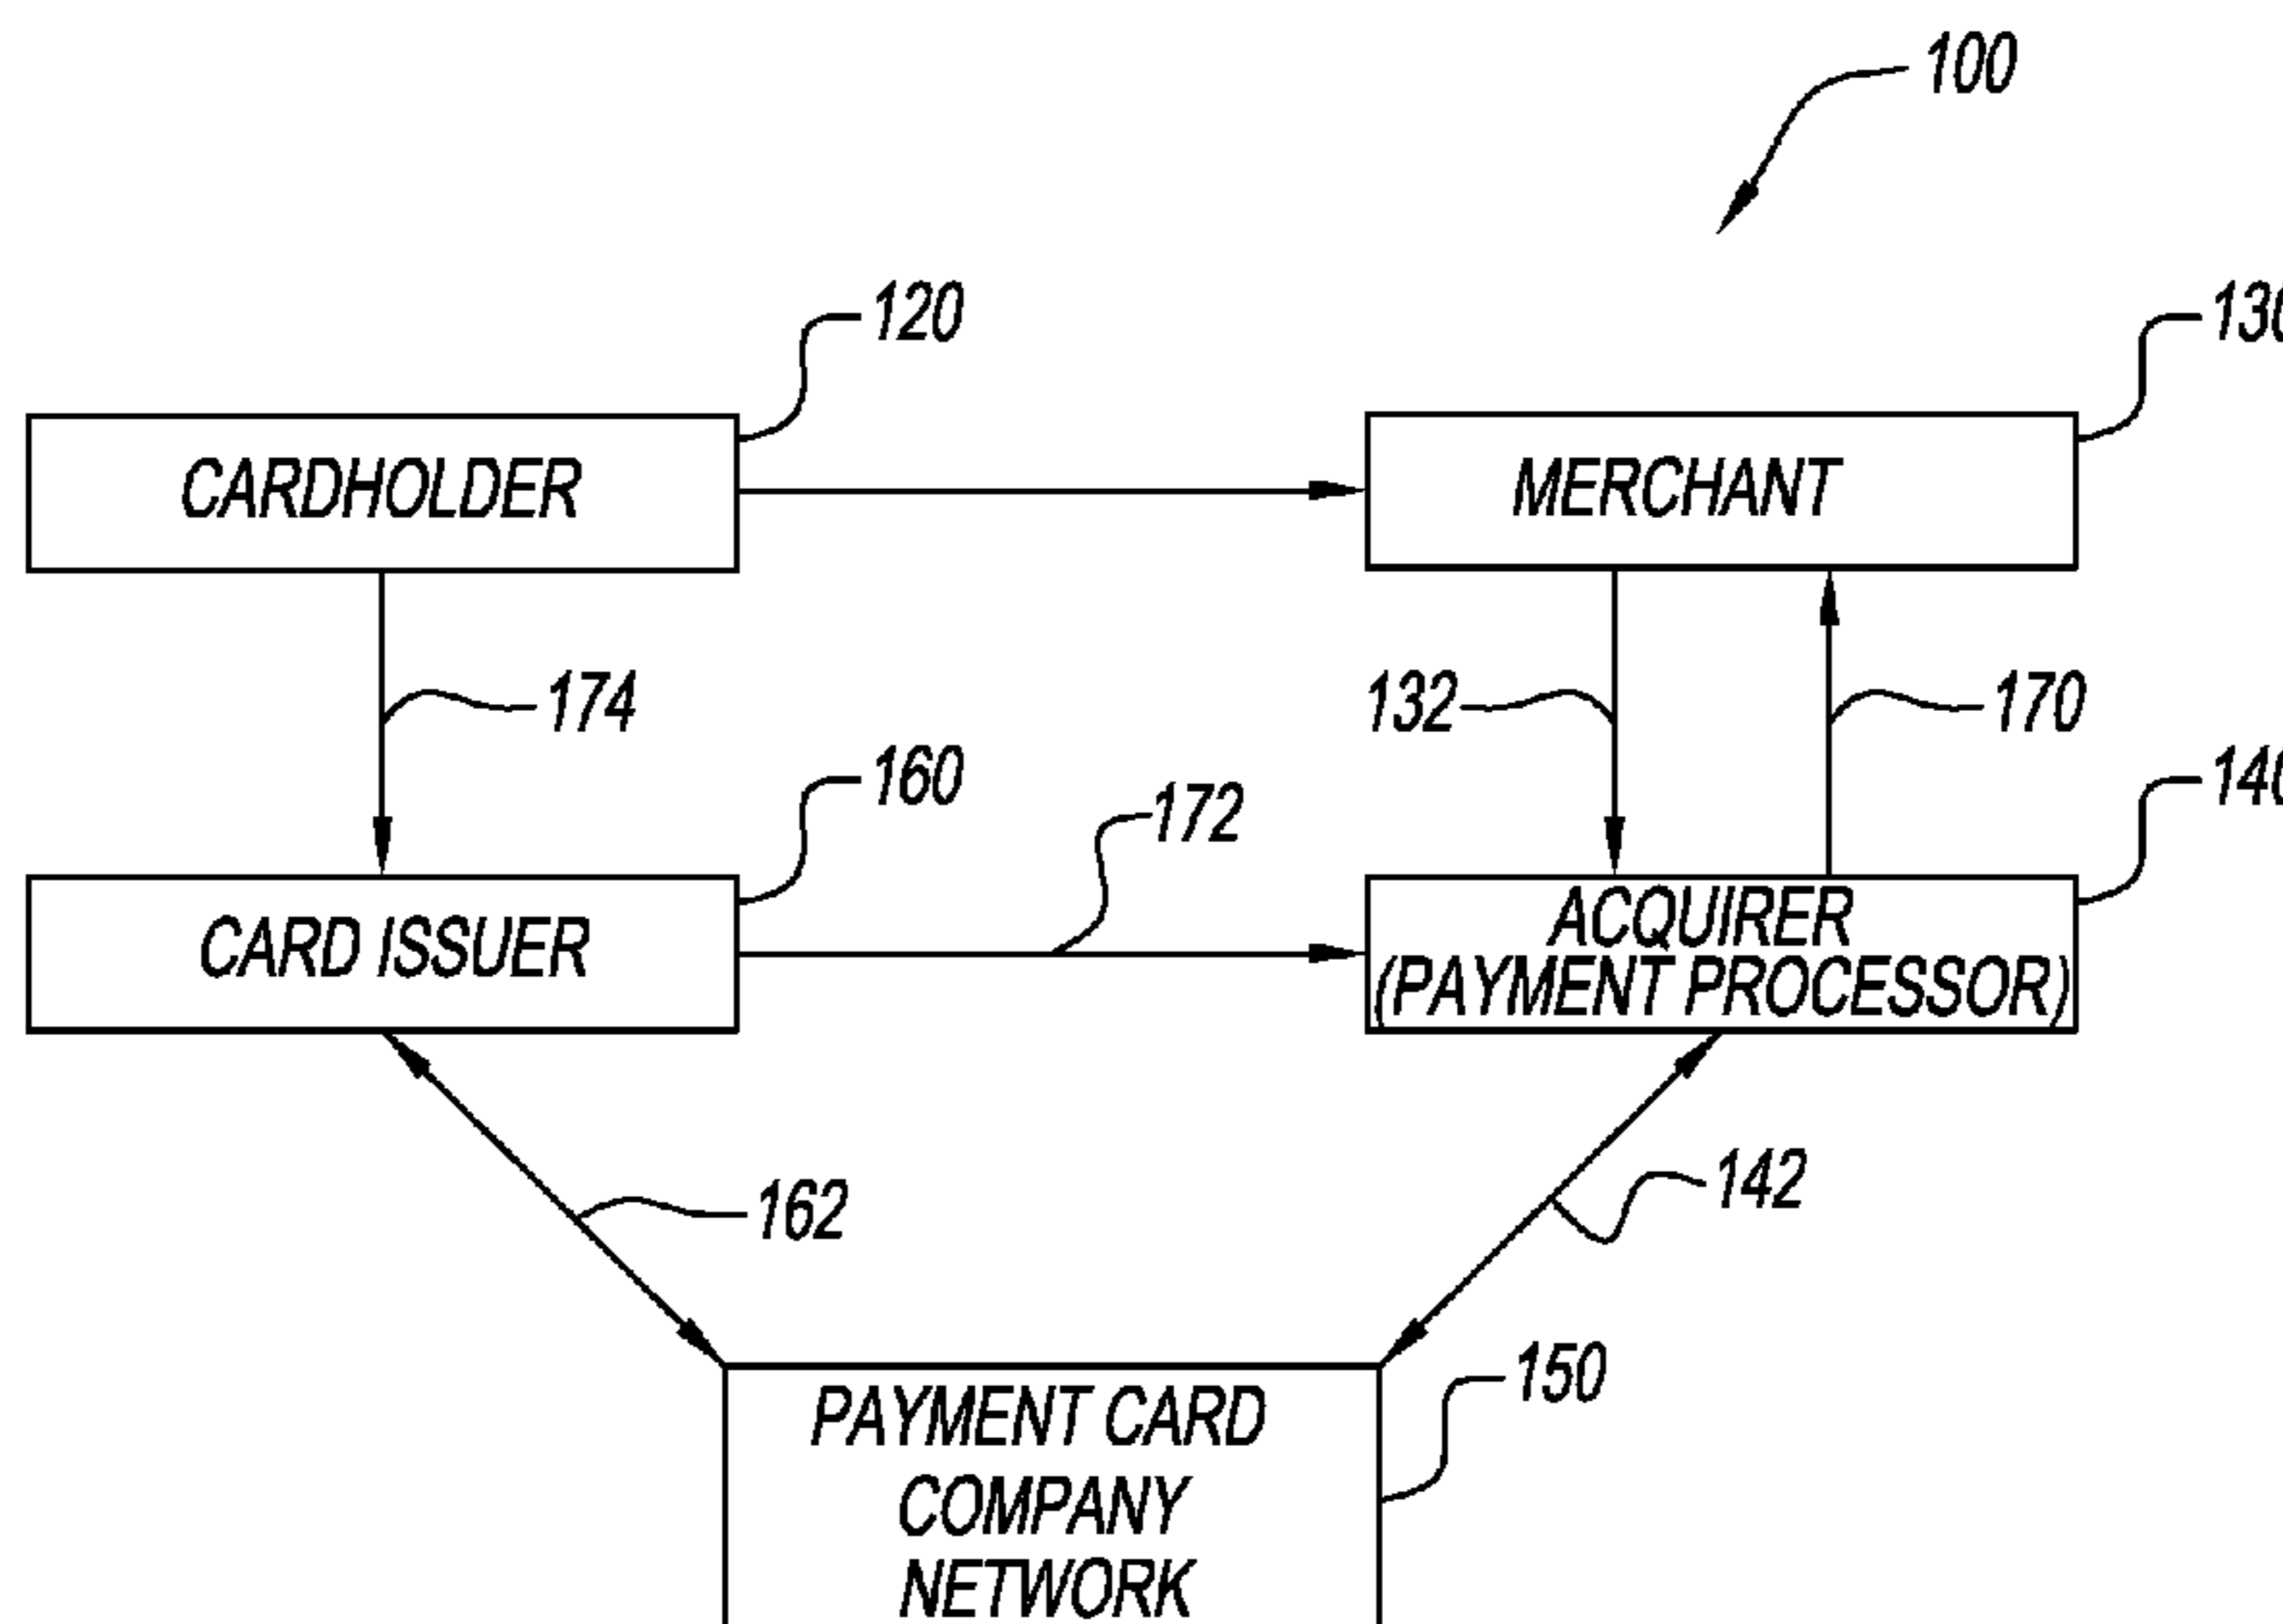 100
120
130
CARDHOLDER
MERCHANT
174
132
170
160
172
140
CARD ISSUER
ACQUIRER
(PAYMENT PROCESSOR)
162
142
150
PAYMENT CARD
COMPANY
NETWORK